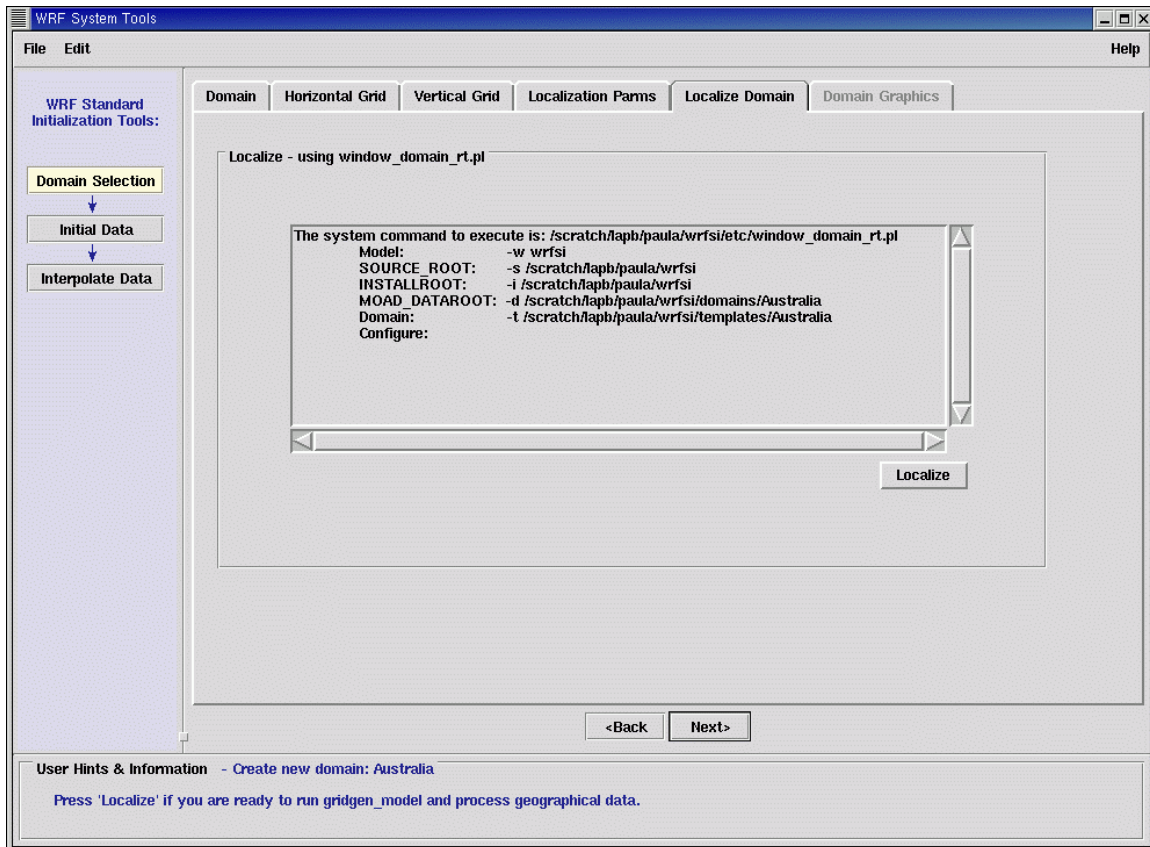 WRF System Tools
File Edit Help
WRF Standard
Initialization Tools:
Domain Selection
Initial Data
Interpolate Data
Domain Horizontal Grid Vertical Grid Localization Parms Localize Domain Domain Graphics
Localize - using window_domain_rt.pl
The system command to execute is: /scratch/lapb/paula/wrfsi/etc/window_domain_rt.pl
Model: -w wrfsi
SOURCE_ROOT: -s /scratch/lapb/paula/wrfsi
INSTALLROOT: -i /scratch/lapb/paula/wrfsi
MOAD_DATAROOT: -d /scratch/lapb/paula/wrfsi/domains/Australia
Domain: -t /scratch/lapb/paula/wrfsi/templates/Australia
Configure:
Localize
<Back Next>
User Hints & Information - Create new domain: Australia
Press 'Localize' if you are ready to run gridgen_model and process geographical data.